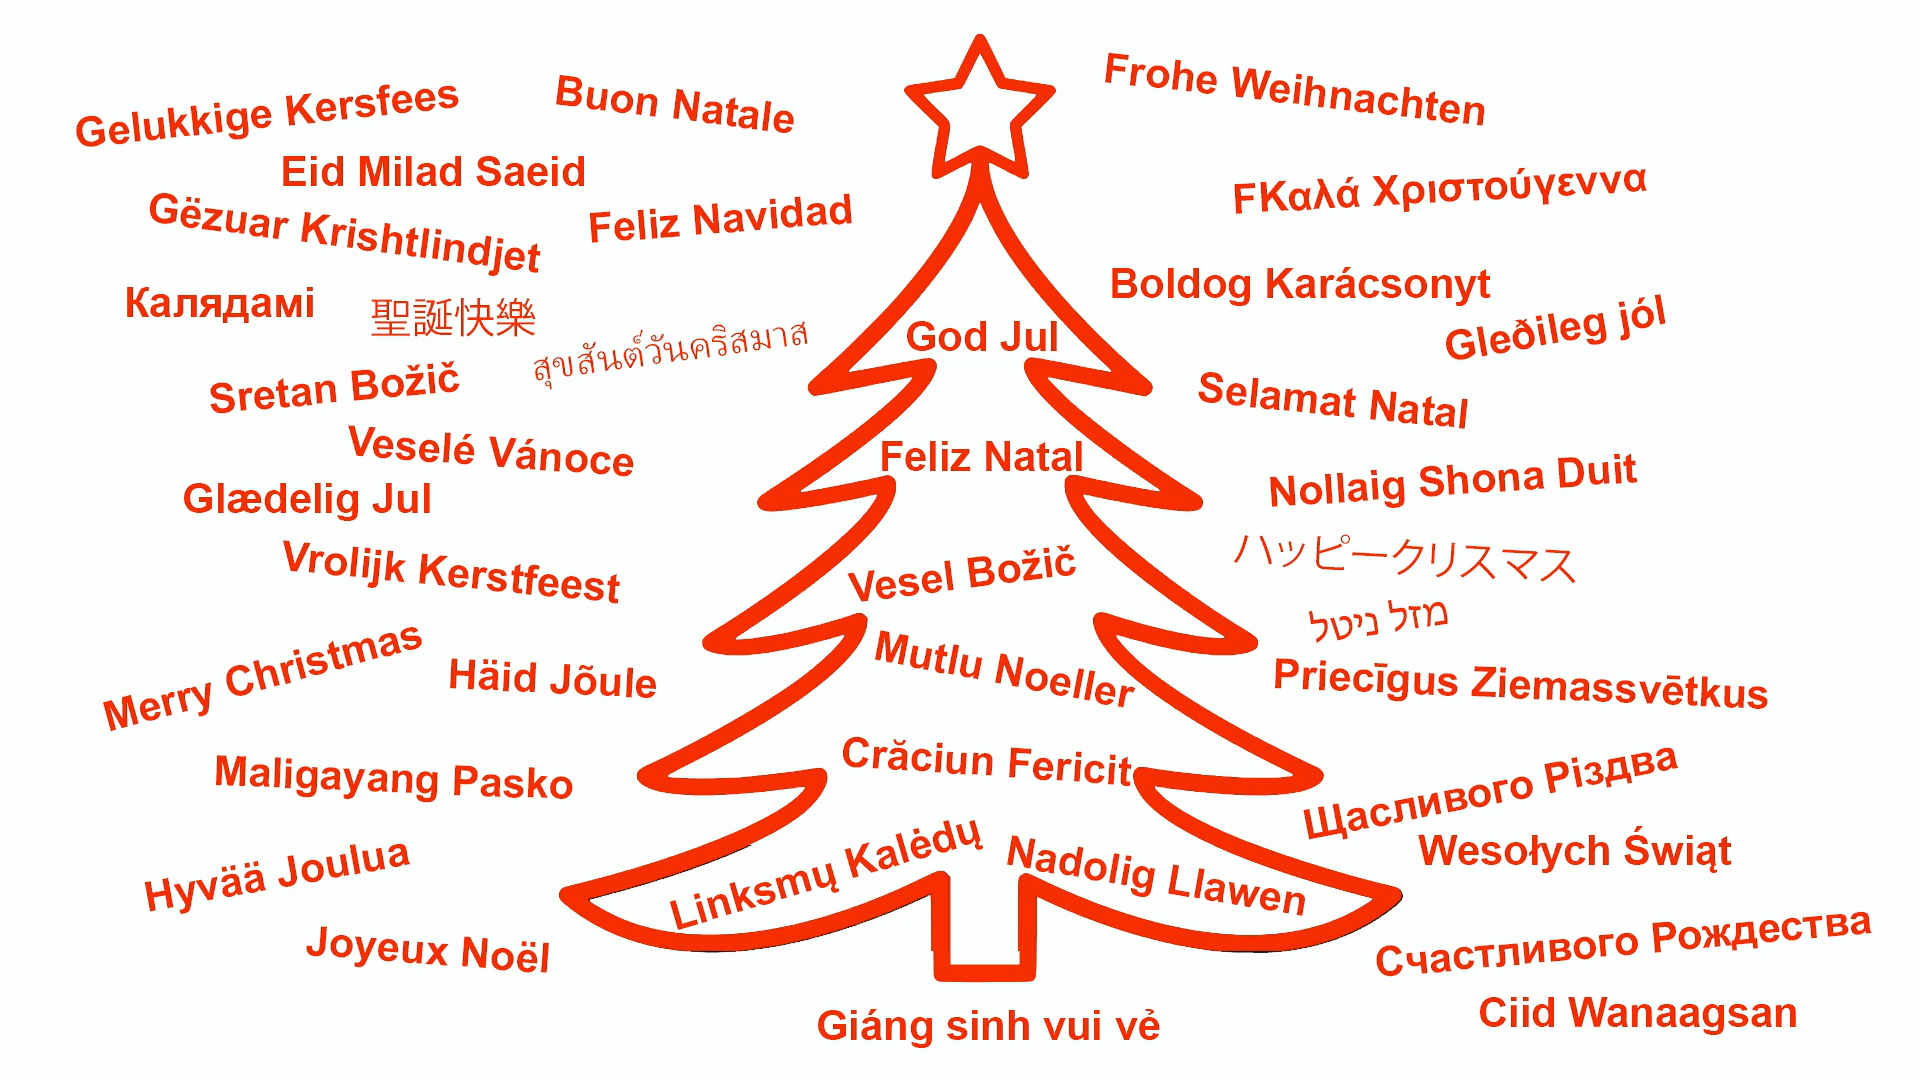 Gelukkige Kersfees
Buon Natale
Eid Milad Saeid
Gëzuar Krishtlindjet
Feliz Navidad
Калядамі
聖誕快樂
สุขสันต์วันคริสมาส
Sretan Božič
Veselé Vánoce
Glædelig Jul
Vrolijk Kerstfeest
Merry Christmas
Häid Jõule
Maligayang Pasko
Hyvää Joulua
Joyeux Noël
God Jul
Feliz Natal
Vesel Božič
Mutlu Noeller
Crăciun Fericit
Linksmų Kalėdų
Nadolig Llawen
Giáng sinh vui vẻ
Frohe Weihnachten
FΚαλά Χριστούγεννα
Boldog Karácsonyt
Gleðileg jól
Selamat Natal
Nollaig Shona Duit
ハッピークリスマス
מזל ניטל
Priecīgus Ziemassvētkus
Щасливого Різдва
Wesołych Świąt
Счастливого Рождества
Ciid Wanaagsan